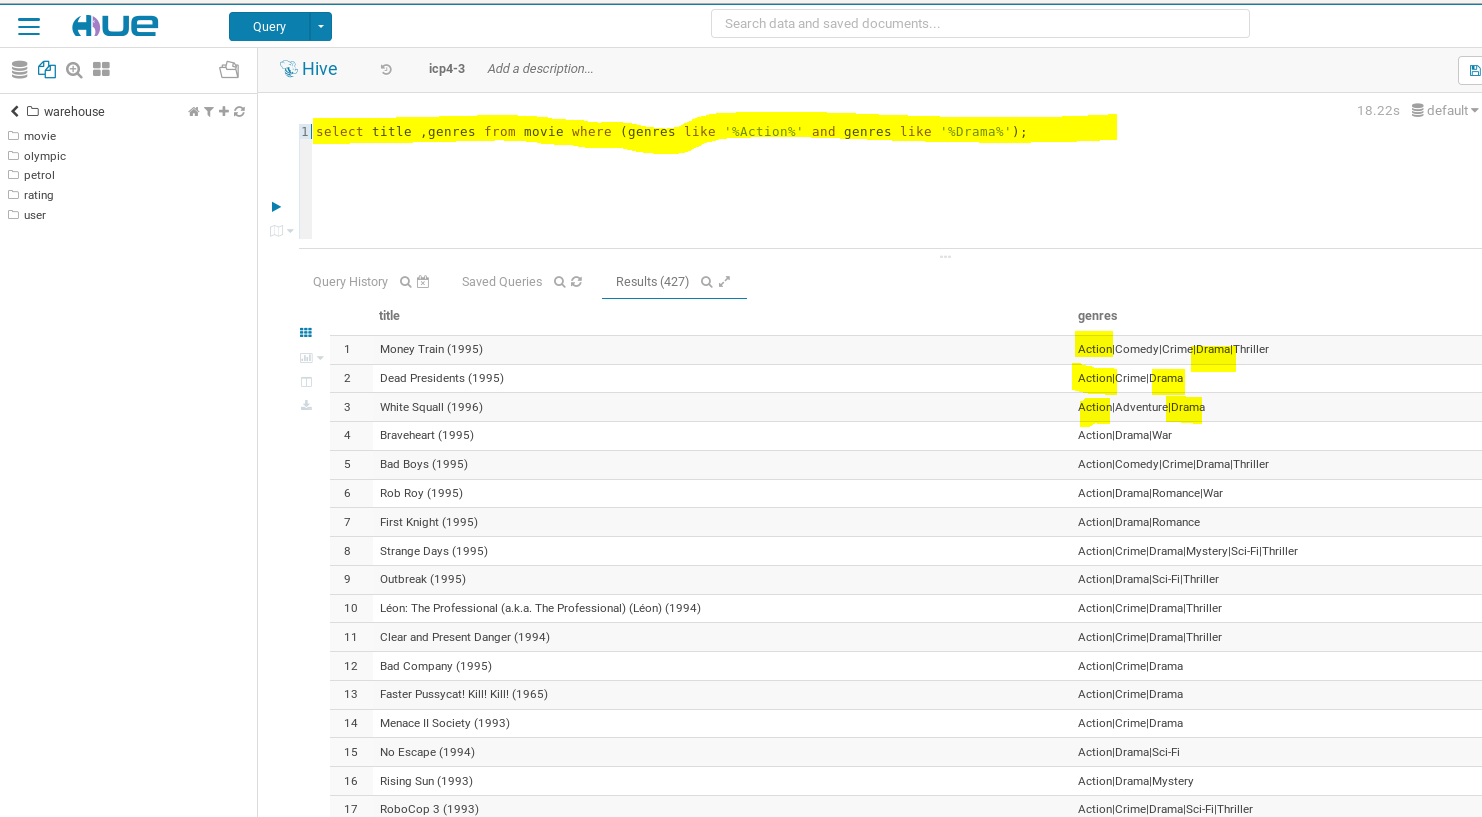 HUE
Query
Search data and saved documents...
Hive
icp4-3
Add a description...
warehouse
movie
olympic
petrol
rating
user
18.22s
default
1 select title ,genres from movie where (genres like '%Action%' and genres like '%Drama%');
Query History
Saved Queries
Results (427)
title genres
1 Money Train (1995) Action|Comedy|Crime|Drama|Thriller
2 Dead Presidents (1995) Action|Crime|Drama
3 White Squall (1996) Action|Adventure|Drama
4 Braveheart (1995) Action|Drama|War
5 Bad Boys (1995) Action|Comedy|Crime|Drama|Thriller
6 Rob Roy (1995) Action|Drama|Romance|War
7 First Knight (1995) Action|Drama|Romance
8 Strange Days (1995) Action|Crime|Drama|Mystery|Sci-Fi|Thriller
9 Outbreak (1995) Action|Drama|Sci-Fi|Thriller
10 Léon: The Professional (a.k.a. The Professional) (Léon) (1994) Action|Crime|Drama|Thriller
11 Clear and Present Danger (1994) Action|Crime|Drama|Thriller
12 Bad Company (1995) Action|Crime|Drama
13 Faster Pussycat! Kill! Kill! (1965) Action|Crime|Drama
14 Menace II Society (1993) Action|Crime|Drama
15 No Escape (1994) Action|Drama|Sci-Fi
16 Rising Sun (1993) Action|Drama|Mystery
17 RoboCop 3 (1993) Action|Crime|Drama|Sci-Fi|Thriller